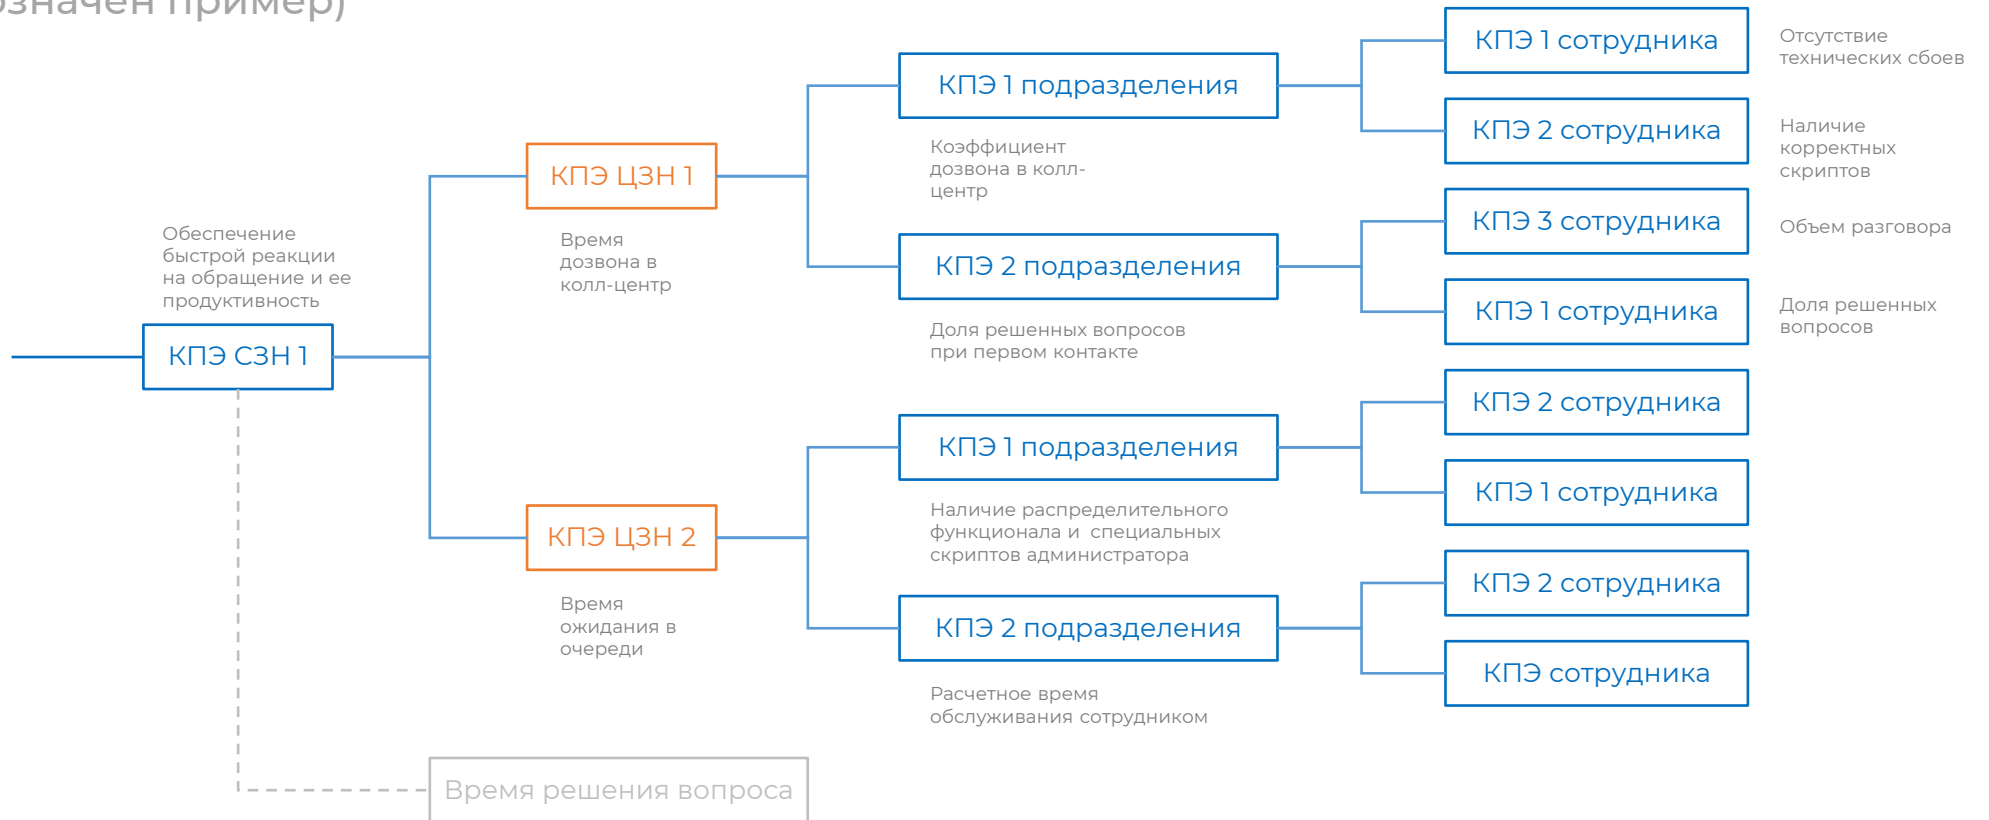 означен пример)
Обеспечение
быстрой реакции
на обращение и ее
продуктивность
КПЭ СЗН 1
КПЭ ЦЗН 1
Время
дозвона в
колл-центр
КПЭ ЦЗН 2
Время
ожидания в
очереди
Время решения вопроса
КПЭ 1 подразделения
Коэффициент
дозвона в колл-
центр
КПЭ 2 подразделения
Доля решенных вопросов
при первом контакте
КПЭ 1 подразделения
Наличие распределительного
функционала и специальных
скриптов администратора
КПЭ 2 подразделения
Расчетное время
обслуживания сотрудником
КПЭ 1 сотрудника
Отсутствие
технических сбоев
КПЭ 2 сотрудника
Наличие
корректных
скриптов
КПЭ 3 сотрудника
Объем разговора
КПЭ 1 сотрудника
Доля решенных
вопросов
КПЭ 2 сотрудника
КПЭ 1 сотрудника
КПЭ 2 сотрудника
КПЭ сотрудника